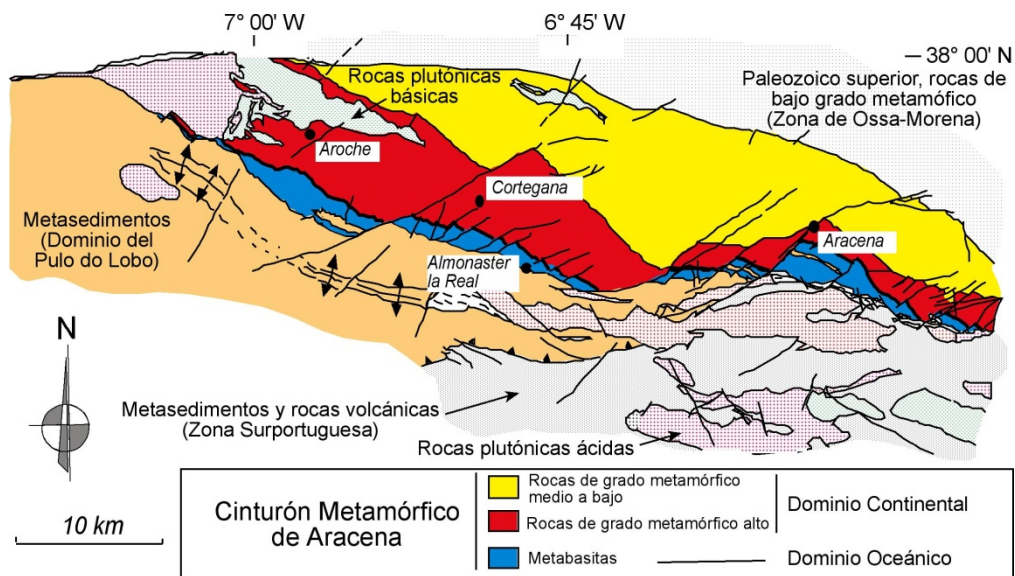 7° 00' W
6° 45' W
38° 00' N
Rocas plutónicas
básicas
Paleozoico superior, rocas de
bajo grado metamófico
(Zona de Ossa-Morena)
Aroche
Cortegana
Metasedimentos
(Dominio del
Pulo do Lobo)
Aracena
Almonaster
la Real
N
Metasedimentos y rocas volcánicas
(Zona Surportuguesa)
Rocas plutónicas ácidas
10 km
Cinturón Metamórfico
de Aracena
Rocas de grado metamórfico
medio a bajo
Rocas de grado metamórfico alto
Dominio Continental
Metabasitas
Dominio Oceánico